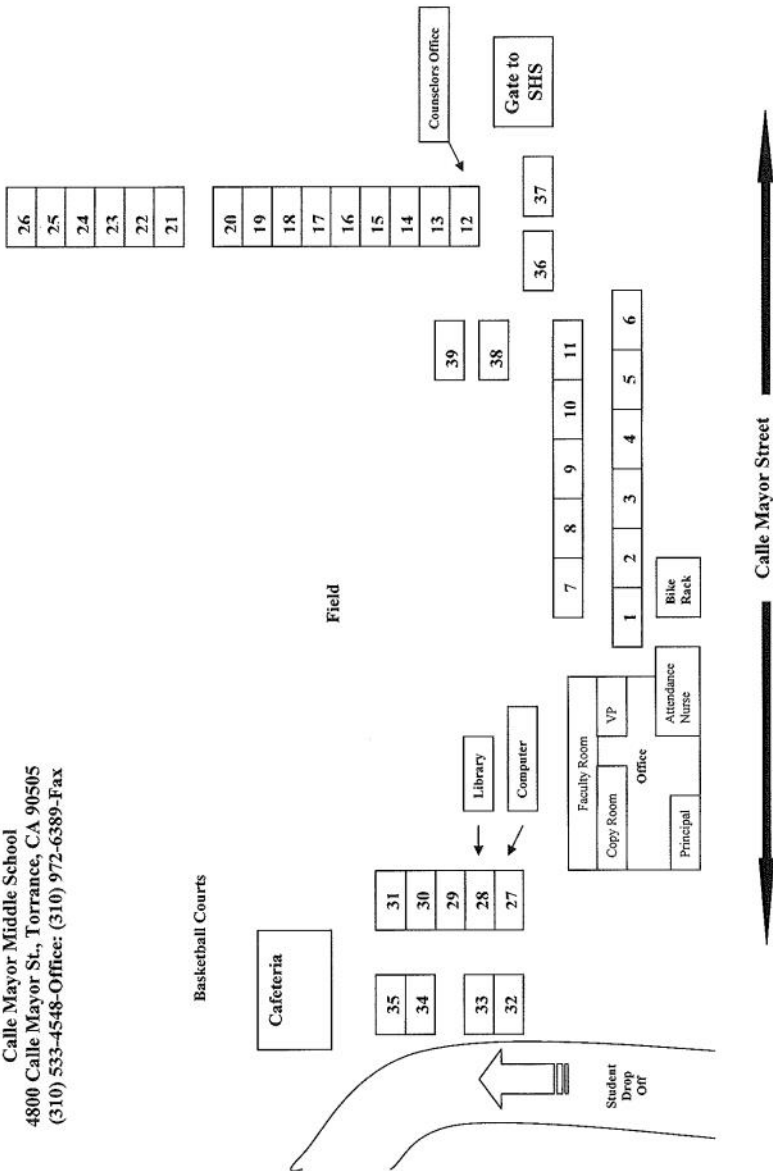 Calle Mayor Middle School
4800 Calle Mayor St., Torrance, CA 90505
(310) 533-4548-Office: (310) 972-6389-Fax
Basketball Courts
Cafeteria
35
34
33
32
31
30
29
28
27
Library
Computer
Student
Drop
Off
Field
Faculty Room
Copy Room
VP
Office
Principal
Attendance
Nurse
Bike
Rack
1
2
3
4
5
6
7
8
9
10
11
39
38
36
37
26
25
24
23
22
21
20
19
18
17
16
15
14
13
12
Counselors Office
Gate to
SHS
Calle Mayor Street